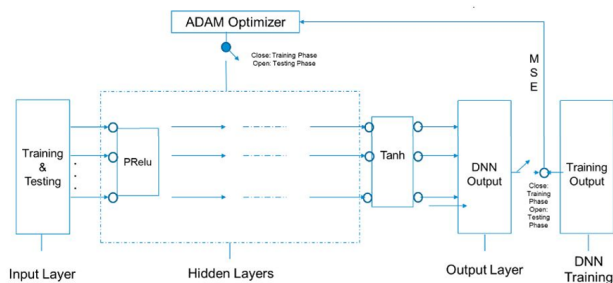 ADAM Optimizer
Close: Training Phase
Open: Testing Phase
M
S
E
Training
&
Testing
PRelu
Tanh
DNN
Output
Close:
Training
Phase
Open:
Testing
Phase
Training
Output
Input Layer
Hidden Layers
Output Layer
DNN
Training